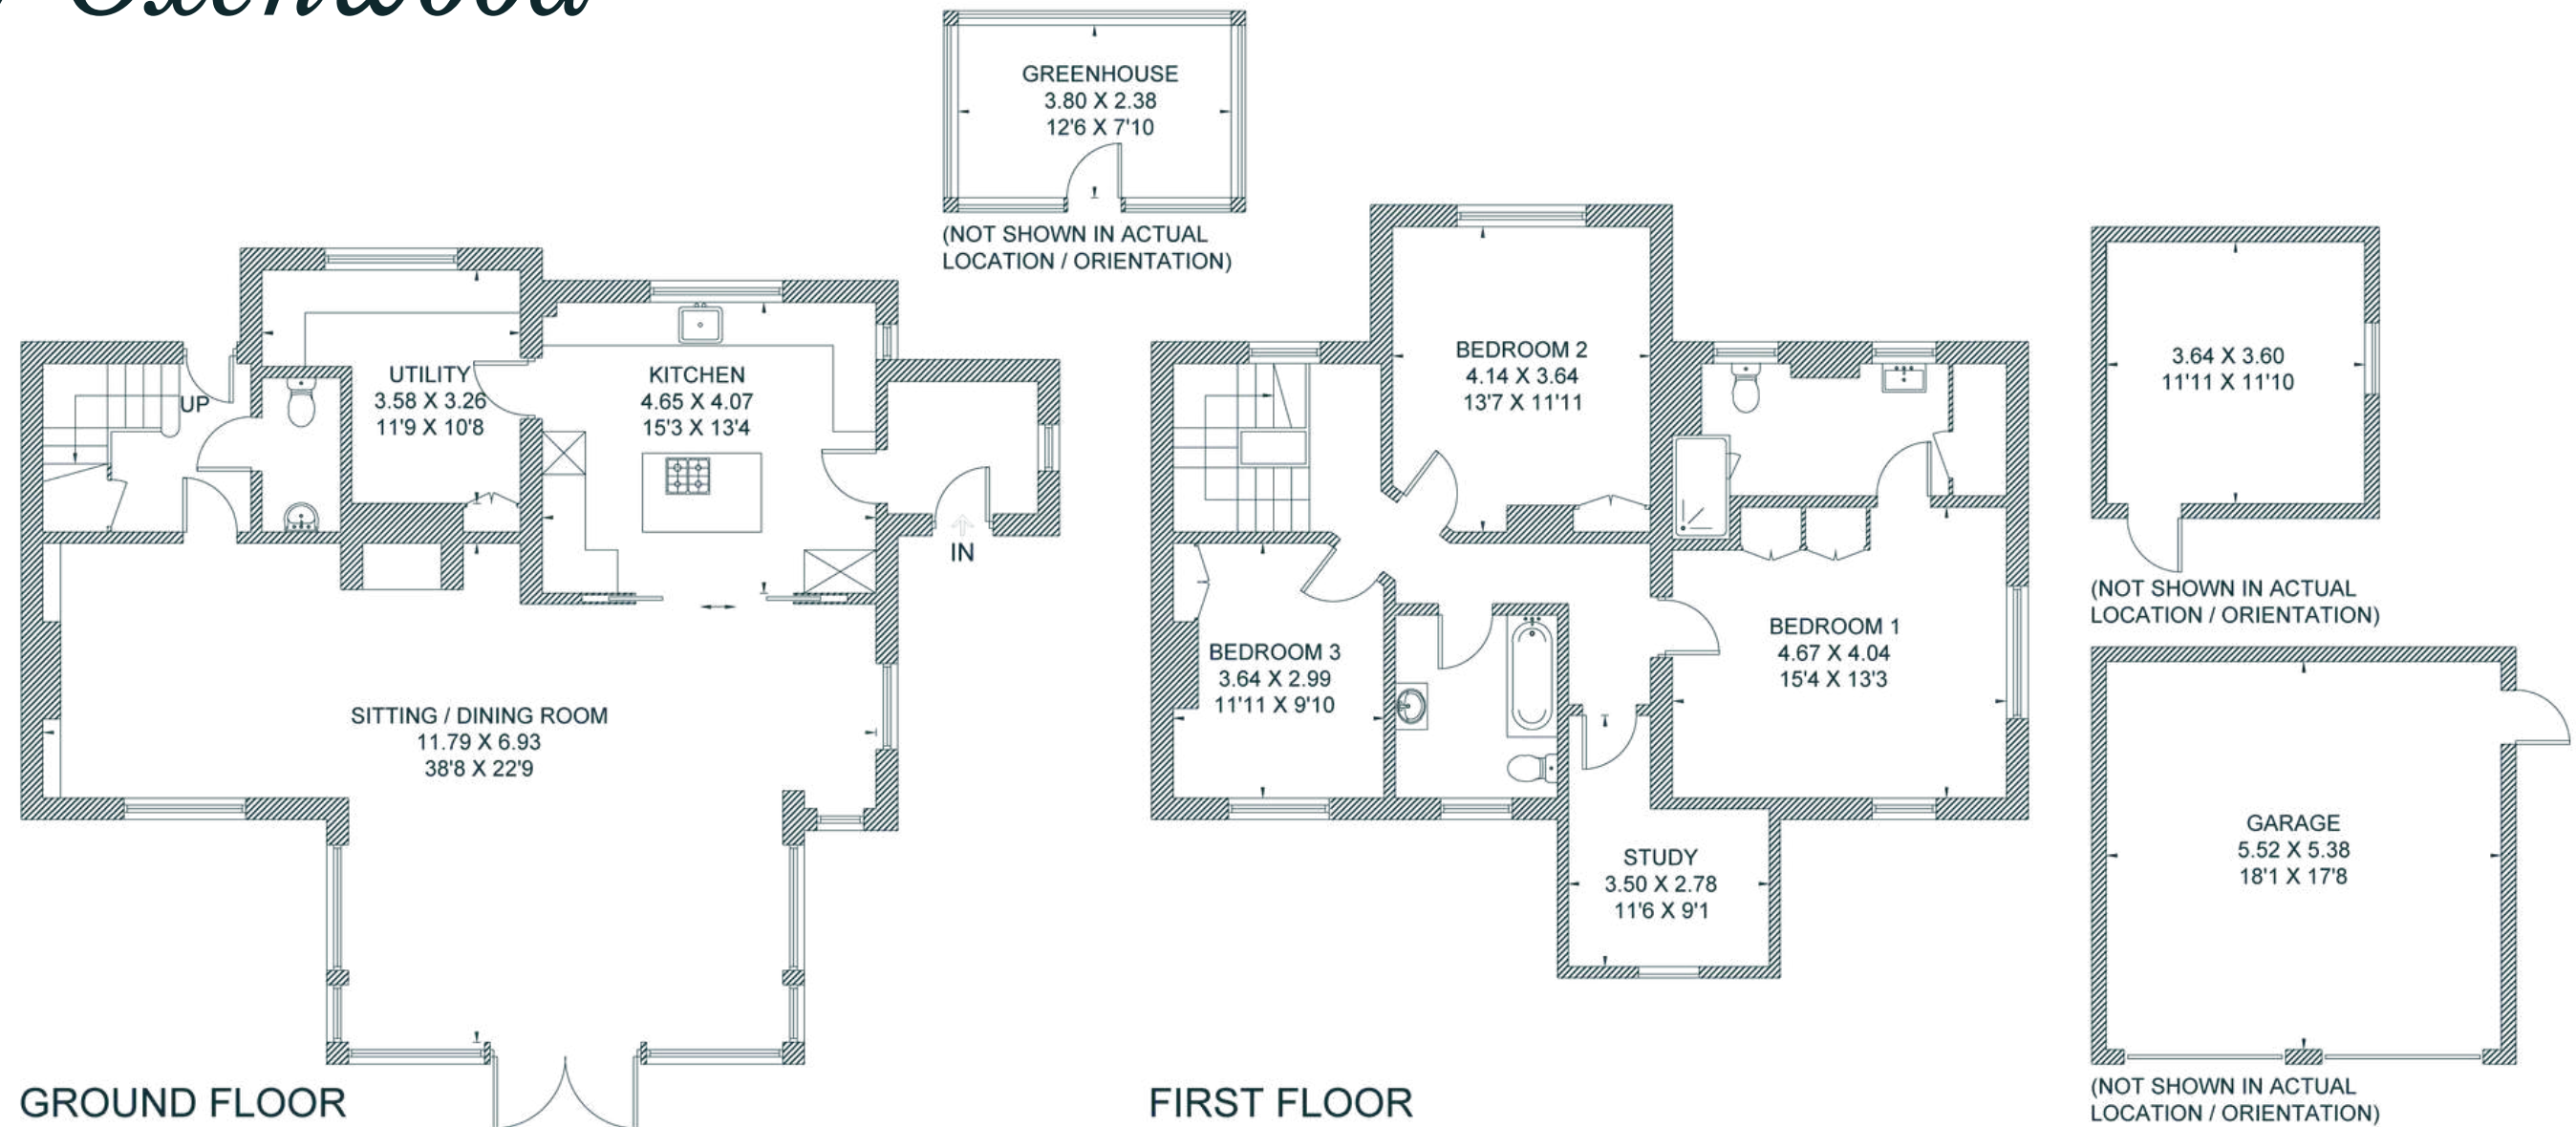 GREENHOUSE
3.80 X 2.38
12'6 X 7'10
(NOT SHOWN IN ACTUAL
LOCATION / ORIENTATION)
UTILITY
3.58 X 3.26
11'9 X 10'8
UP
KITCHEN
4.65 X 4.07
15'3 X 13'4
IN
SITTING / DINING ROOM
11.79 X 6.93
38'8 X 22'9
GROUND FLOOR
BEDROOM 2
4.14 X 3.64
13'7 X 11'11
BEDROOM 3
3.64 X 2.99
11'11 X 9'10
BEDROOM 1
4.67 X 4.04
15'4 X 13'3
STUDY
3.50 X 2.78
11'6 X 9'1
FIRST FLOOR
3.64 X 3.60
11'11 X 11'10
(NOT SHOWN IN ACTUAL
LOCATION / ORIENTATION)
GARAGE
5.52 X 5.38
18'1 X 17'8
(NOT SHOWN IN ACTUAL
LOCATION / ORIENTATION)